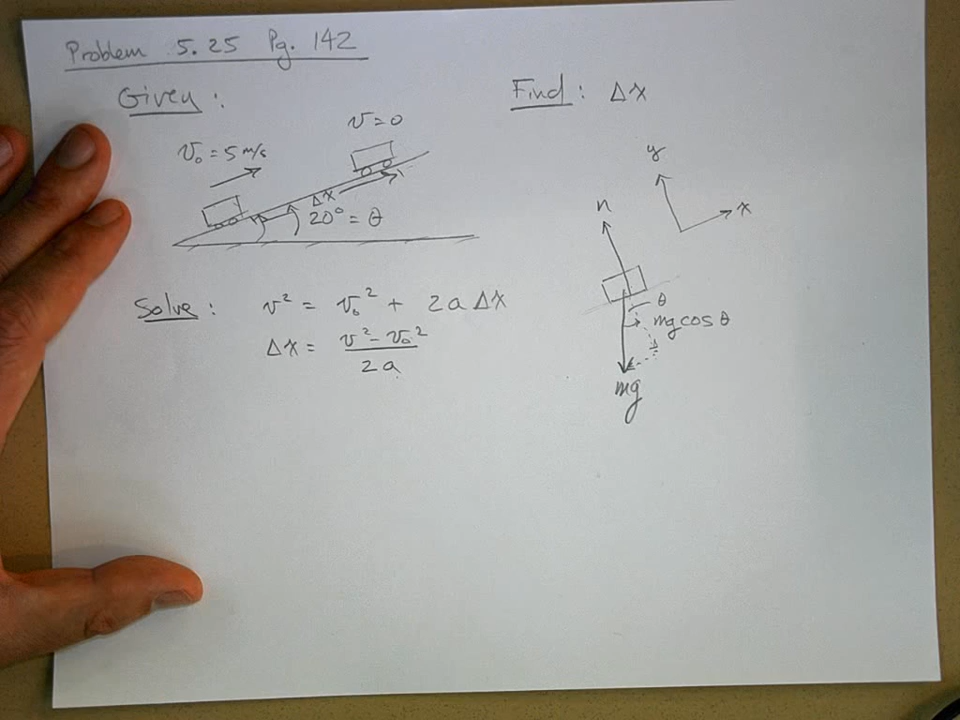 Problem 5.25 Pg. 142
Given:
Find: Δx
v₀ = 5 m/s
v = 0
Δx
20° = θ
y
x
n
θ
mg cos θ
mg
Solve: v² = v₀² + 2aΔx
Δx = (v² - v₀²) / 2a